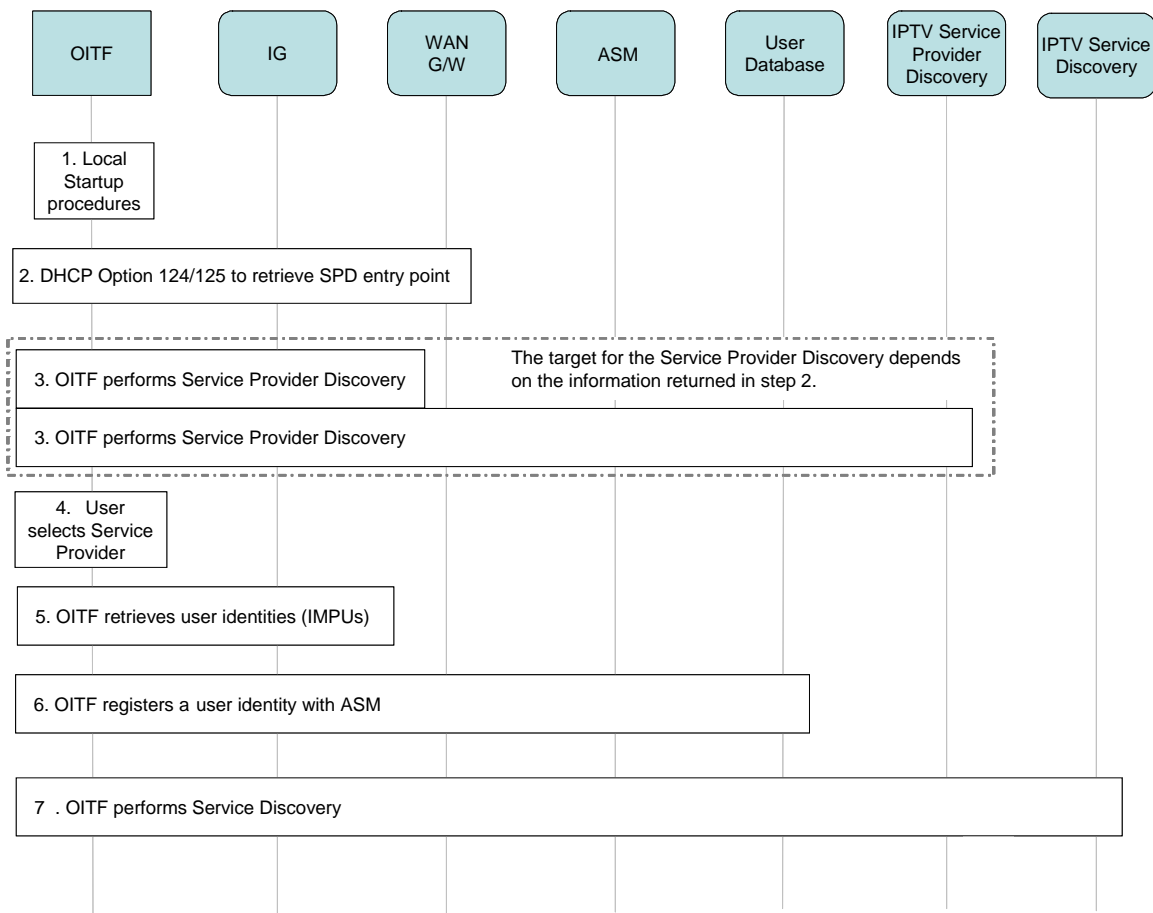 OITF
IG
WAN
G/W
ASM
User
Database
IPTV Service
Provider
Discovery
IPTV Service
Discovery
1. Local
Startup
procedures
2. DHCP Option 124/125 to retrieve SPD entry point
3. OITF performs Service Provider Discovery
The target for the Service Provider Discovery depends
on the information returned in step 2.
3. OITF performs Service Provider Discovery
4. User
selects Service
Provider
5. OITF retrieves user identities (IMPUs)
6. OITF registers a user identity with ASM
7 . OITF performs Service Discovery